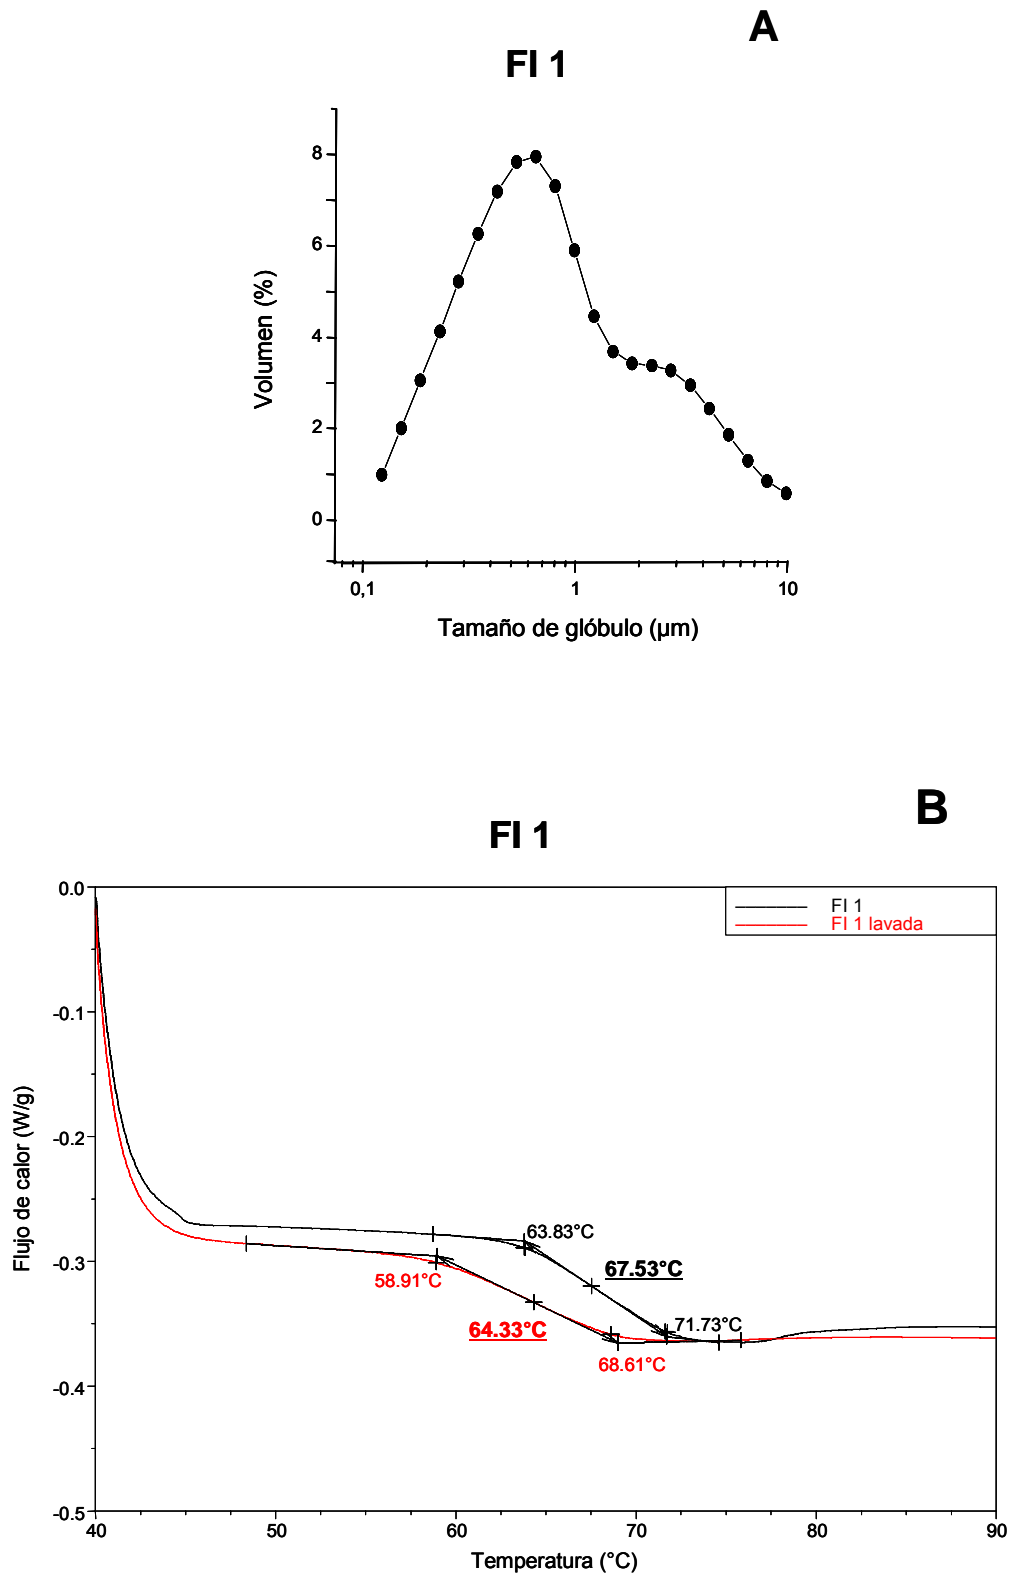 A
FI 1
8
6
4
2
0
Volumen (%)
0,1 1 10
Tamaño de glóbulo (µm)
B
FI 1
0.0
-0.1
-0.2
-0.3
-0.4
-0.5
Flujo de calor (W/g)
FI 1
FI 1 lavada
63.83°C
67.53°C
58.91°C
71.73°C
64.33°C
68.61°C
40 50 60 70 80 90
Temperatura (°C)